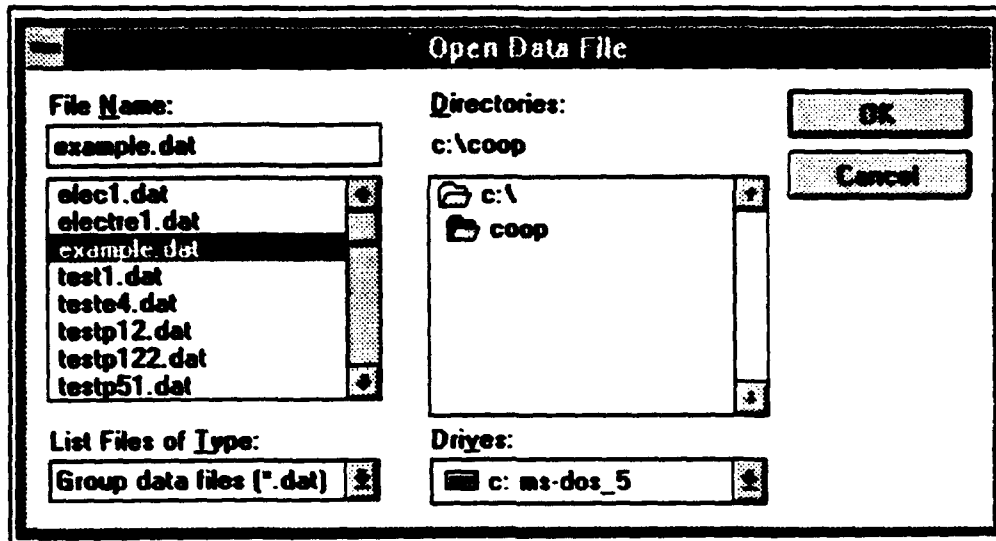 Open Data File
File Name:
example.dat
elec1.dat
electre1.dat
example.dat
test1.dat
teste4.dat
testp12.dat
testp122.dat
testp51.dat
List Files of Type:
Group data files (*.dat)
Directories:
c:\coop
c:\
coop
Drives:
c: ms-dos_5
OK
Cancel